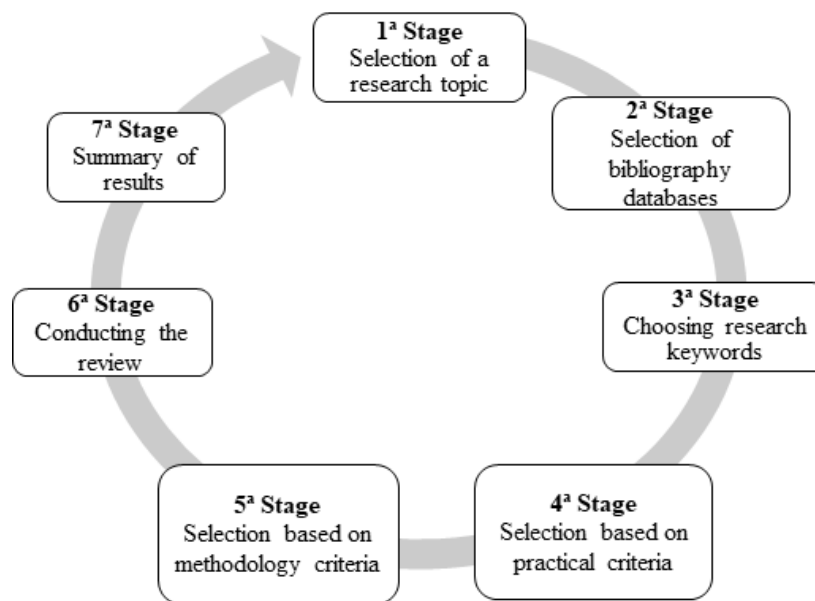 1ª Stage
Selection of a
research topic
2ª Stage
Selection of
bibliography
databases
3ª Stage
Choosing research
keywords
4ª Stage
Selection based on
practical criteria
5ª Stage
Selection based on
methodology criteria
6ª Stage
Conducting the
review
7ª Stage
Summary of
results